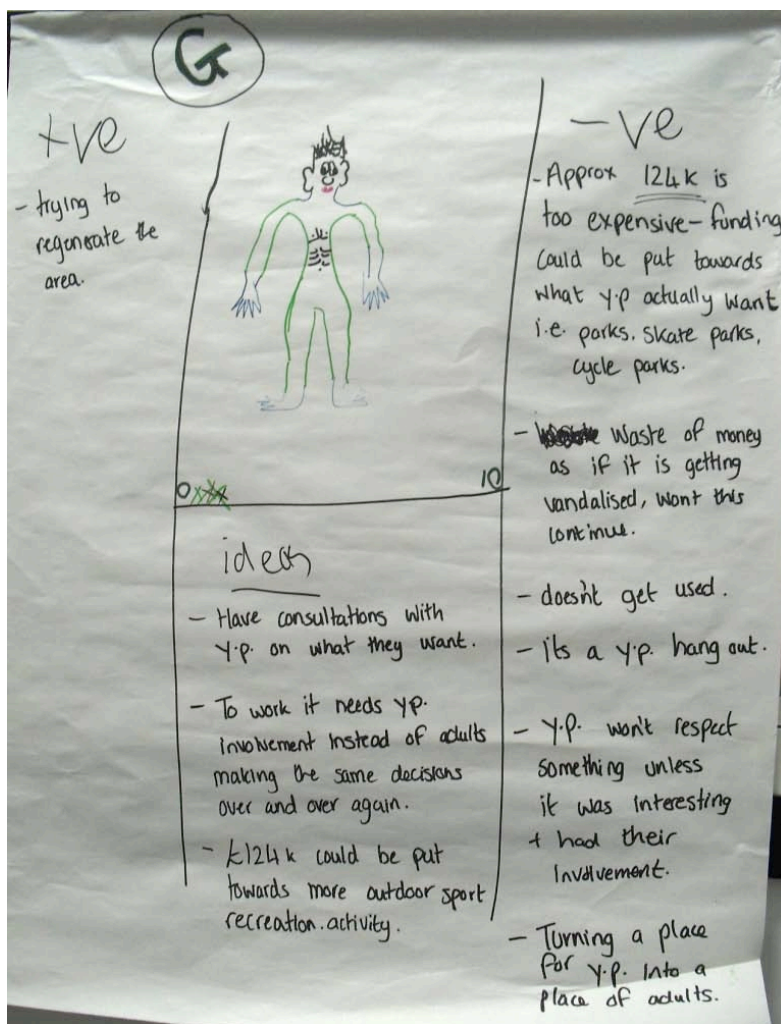 G
+ve
- trying to
regenerate the
area.
0 xxx
10
ideas
- Have consultations with
y.p. on what they want.
- To work it needs yp.
involvement instead of adults
making the same decisions
over and over again.
- £124k could be put
towards more outdoor sport
recreation.activity.
-ve
- Approx 124k is
too expensive - funding
could be put towards
what y.p actually want
i.e. parks, skate parks,
cycle parks.
- Waste of money
as if it is getting
vandalised, wont this
continue.
- doesn't get used.
- its a y.p. hang out.
- Y.P. won't respect
something unless
it was interesting
+ had their
involvement.
- Turning a place
for y.p. into a
place of adults.